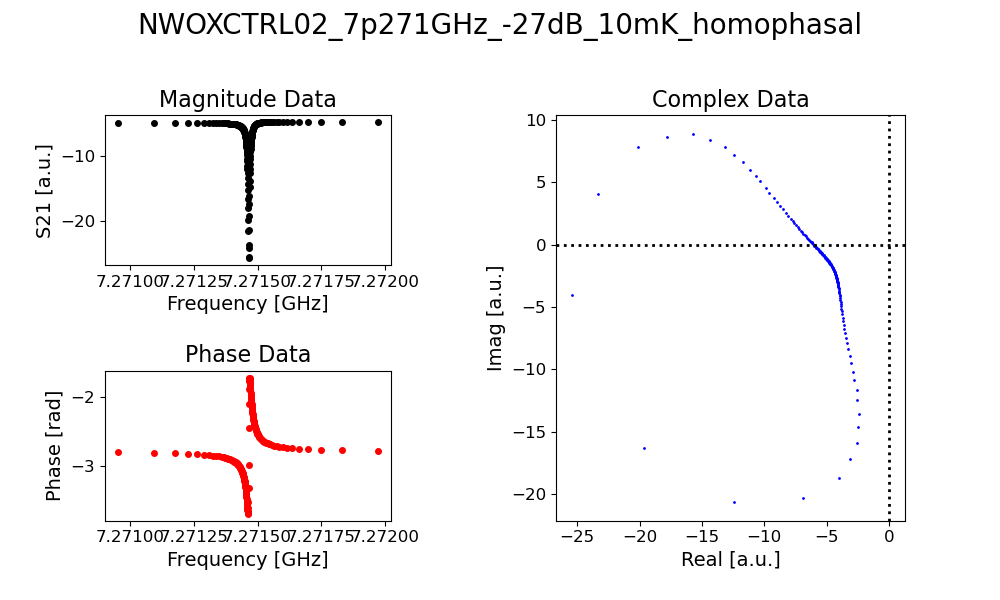 NWOXCTRL02_7p271GHz_-27dB_10mK_homophasal
Magnitude Data
S21 [a.u.]
−10
−20
7.27100 7.27125 7.27150 7.27175 7.27200
Frequency [GHz]
Phase Data
Phase [rad]
−2
−3
7.27100 7.27125 7.27150 7.27175 7.27200
Frequency [GHz]
Complex Data
Imag [a.u.]
10
5
0
−5
−10
−15
−20
−25 −20 −15 −10 −5 0
Real [a.u.]